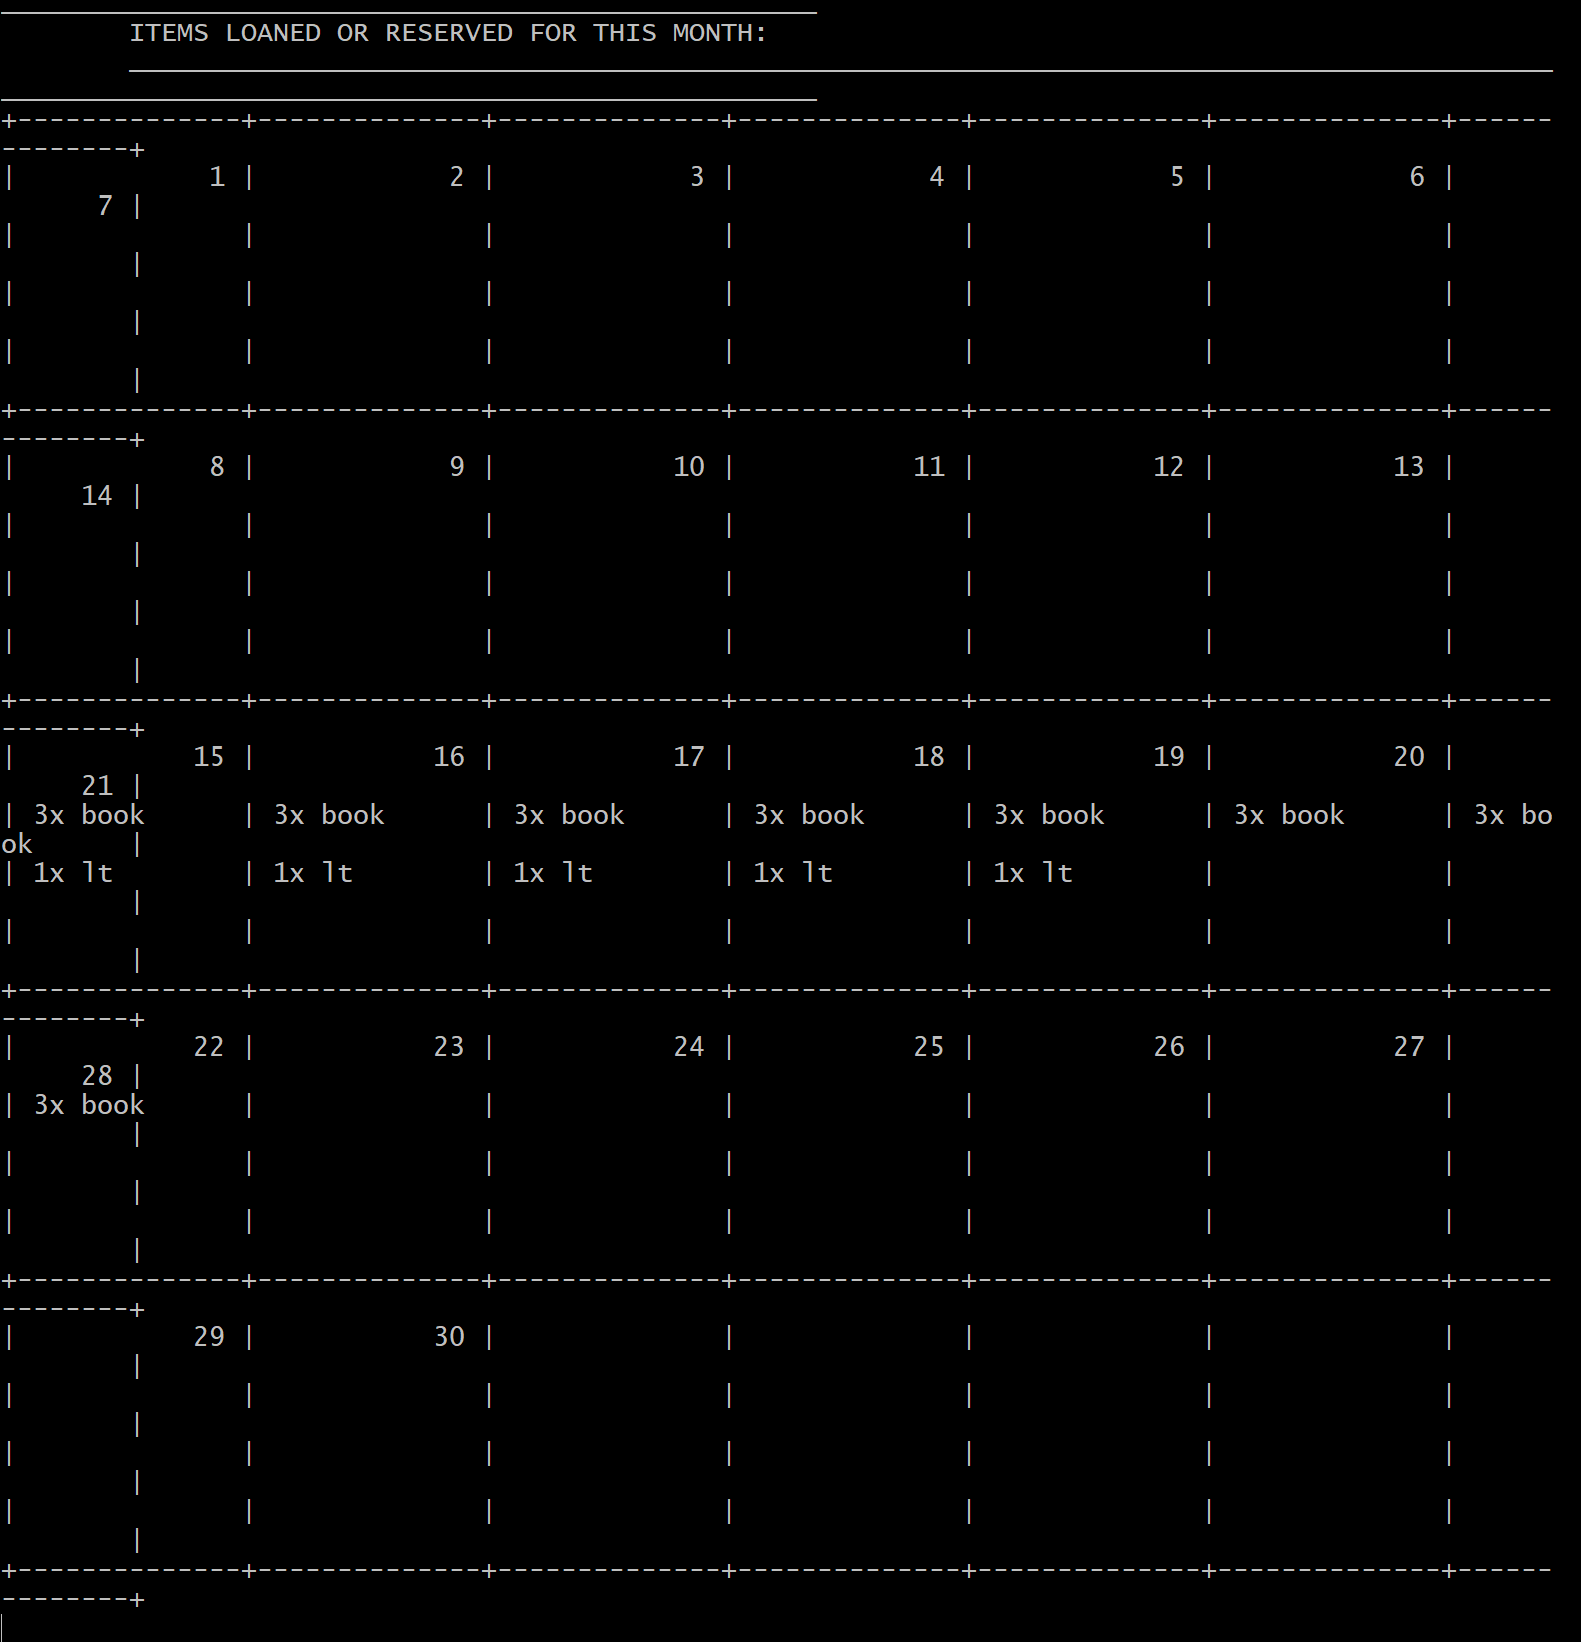 ITEMS LOANED OR RESERVED FOR THIS MONTH:
+--------------+--------------+--------------+--------------+--------------+--------------+------
--------+
|            1 |            2 |            3 |            4 |            5 |            6 |
      7 |
|              |              |              |              |              |              |
        |
|              |              |              |              |              |              |
        |
|              |              |              |              |              |              |
        |
+--------------+--------------+--------------+--------------+--------------+--------------+------
--------+
|            8 |            9 |           10 |           11 |           12 |           13 |
     14 |
|              |              |              |              |              |              |
        |
|              |              |              |              |              |              |
        |
|              |              |              |              |              |              |
        |
+--------------+--------------+--------------+--------------+--------------+--------------+------
--------+
|           15 |           16 |           17 |           18 |           19 |           20 |
     21 |
| 3x book      | 3x book      | 3x book      | 3x book      | 3x book      | 3x book      | 3x bo
ok      |
| 1x lt        | 1x lt        | 1x lt        | 1x lt        | 1x lt        |              |
        |
|              |              |              |              |              |              |
        |
+--------------+--------------+--------------+--------------+--------------+--------------+------
--------+
|           22 |           23 |           24 |           25 |           26 |           27 |
     28 |
| 3x book      |              |              |              |              |              |
        |
|              |              |              |              |              |              |
        |
|              |              |              |              |              |              |
        |
+--------------+--------------+--------------+--------------+--------------+--------------+------
--------+
|           29 |           30 |              |              |              |              |
        |
|              |              |              |              |              |              |
        |
|              |              |              |              |              |              |
        |
|              |              |              |              |              |              |
        |
+--------------+--------------+--------------+--------------+--------------+--------------+------
--------+